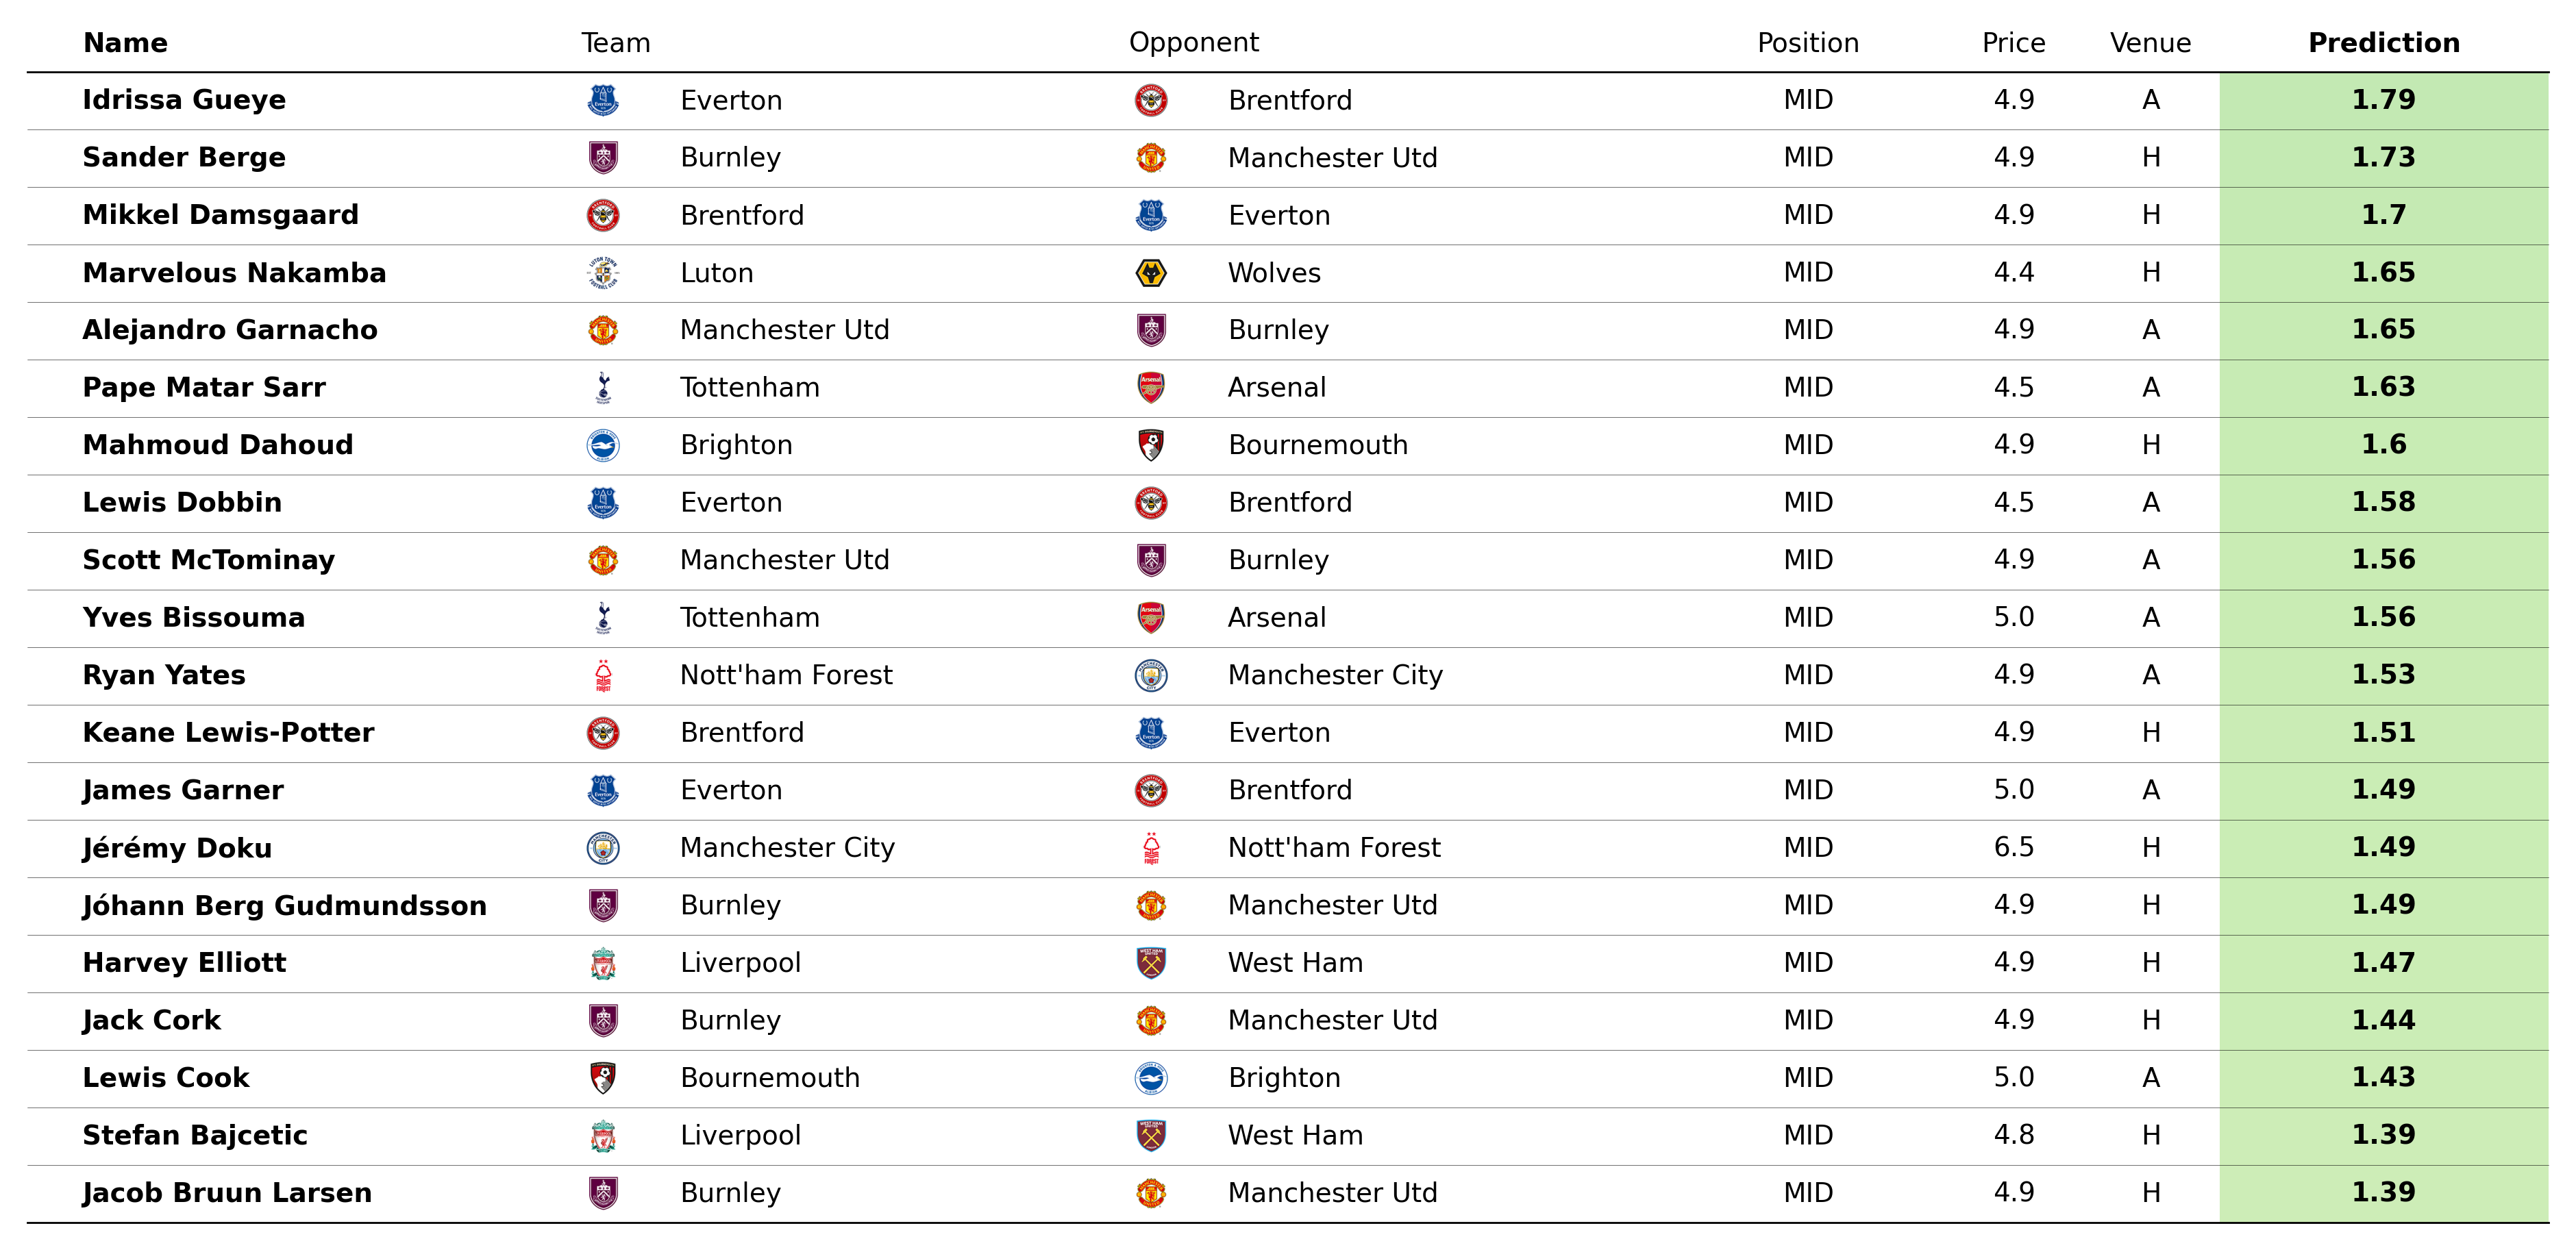 Name Team Opponent Position Price Venue Prediction
Idrissa Gueye Everton Brentford MID 4.9 A 1.79
Sander Berge Burnley Manchester Utd MID 4.9 H 1.73
Mikkel Damsgaard Brentford Everton MID 4.9 H 1.7
Marvelous Nakamba Luton Wolves MID 4.4 H 1.65
Alejandro Garnacho Manchester Utd Burnley MID 4.9 A 1.65
Pape Matar Sarr Tottenham Arsenal MID 4.5 A 1.63
Mahmoud Dahoud Brighton Bournemouth MID 4.9 H 1.6
Lewis Dobbin Everton Brentford MID 4.5 A 1.58
Scott McTominay Manchester Utd Burnley MID 4.9 A 1.56
Yves Bissouma Tottenham Arsenal MID 5.0 A 1.56
Ryan Yates Nott'ham Forest Manchester City MID 4.9 A 1.53
Keane Lewis-Potter Brentford Everton MID 4.9 H 1.51
James Garner Everton Brentford MID 5.0 A 1.49
Jérémy Doku Manchester City Nott'ham Forest MID 6.5 H 1.49
Jóhann Berg Gudmundsson Burnley Manchester Utd MID 4.9 H 1.49
Harvey Elliott Liverpool West Ham MID 4.9 H 1.47
Jack Cork Burnley Manchester Utd MID 4.9 H 1.44
Lewis Cook Bournemouth Brighton MID 5.0 A 1.43
Stefan Bajcetic Liverpool West Ham MID 4.8 H 1.39
Jacob Bruun Larsen Burnley Manchester Utd MID 4.9 H 1.39